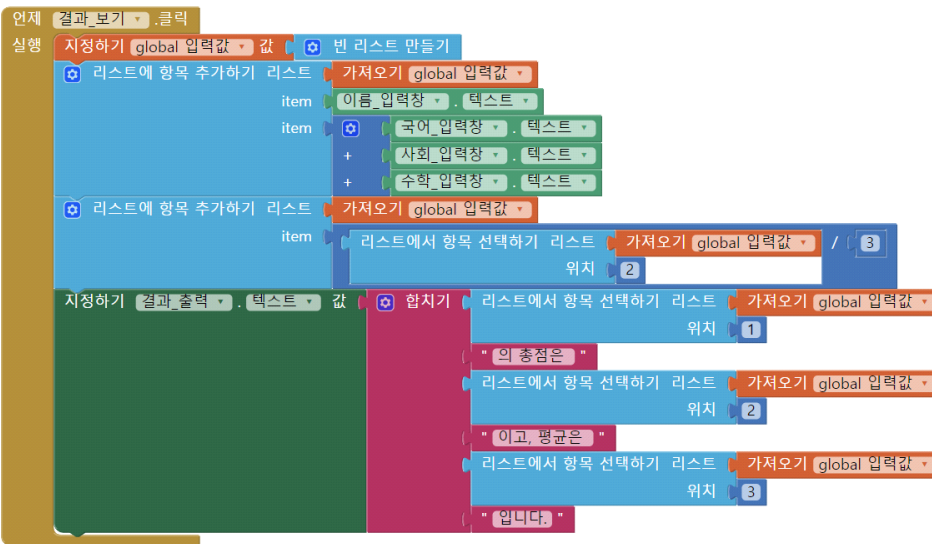 언제 결과_보기 .클릭
실행 지정하기 global 입력값 값 빈 리스트 만들기
리스트에 항목 추가하기 리스트 가져오기 global 입력값
item 이름_입력창 . 텍스트
item 국어_입력창 . 텍스트
+ 사회_입력창 . 텍스트
+ 수학_입력창 . 텍스트
리스트에 항목 추가하기 리스트 가져오기 global 입력값
item 리스트에서 항목 선택하기 리스트 가져오기 global 입력값 / 3
위치 2
지정하기 결과_출력 . 텍스트 값 합치기 리스트에서 항목 선택하기 리스트 가져오기 global 입력값
위치 1
" 의 총점은 "
리스트에서 항목 선택하기 리스트 가져오기 global 입력값
위치 2
" 이고, 평균은 "
리스트에서 항목 선택하기 리스트 가져오기 global 입력값
위치 3
" 입니다. "